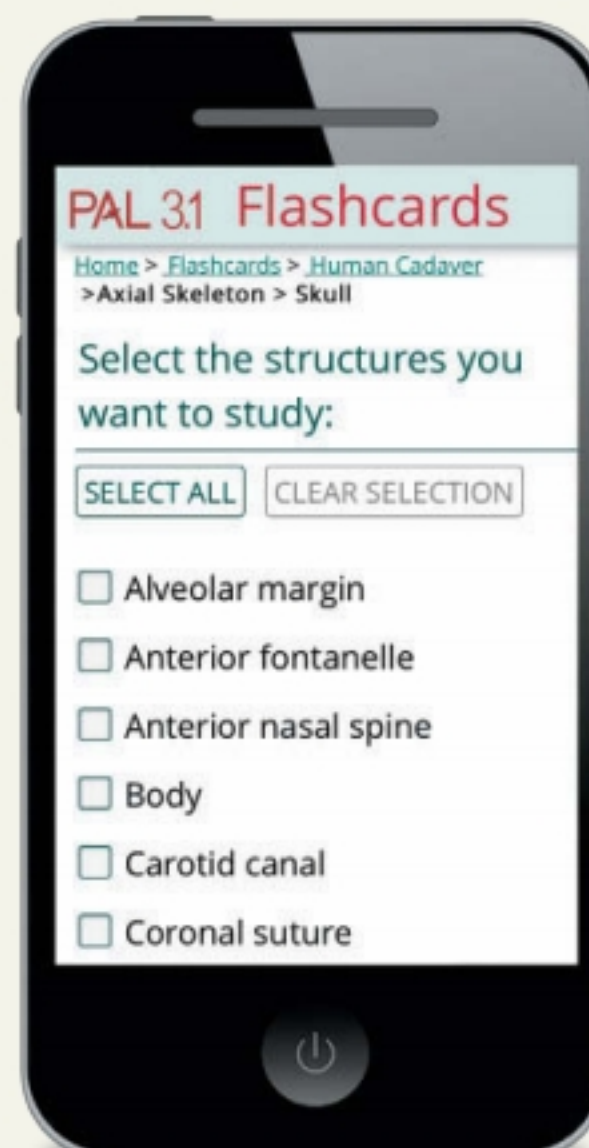 PAL 3.1 Flashcards
Home > Flashcards > Human Cadaver
>Axial Skeleton > Skull
Select the structures you
want to study:
SELECT ALL CLEAR SELECTION
Alveolar margin
Anterior fontanelle
Anterior nasal spine
Body
Carotid canal
Coronal suture